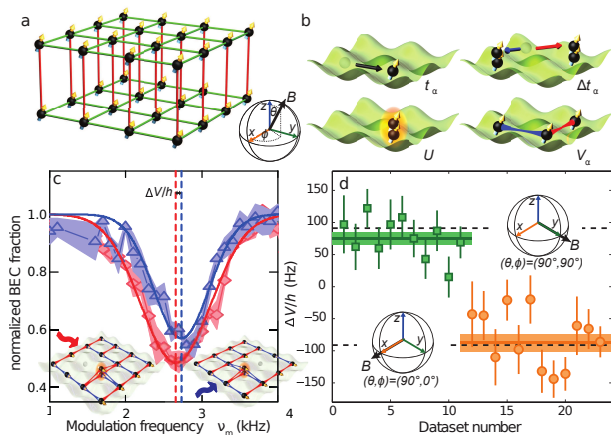 a
z
B
θ
ϕ
x
y
b
t_α
Δt_α
U
V_α
c
ΔV/h
normalized BEC fraction
1.0
0.8
0.6
0.4
1
2
3
4
Modulation frequency ν_m (kHz)
d
ΔV/h (Hz)
150
100
50
0
−50
−100
−150
0
5
10
15
20
Dataset number
z
x
y
B
(θ,ϕ)=(90°,90°)
z
x
y
B
(θ,ϕ)=(90°,0°)